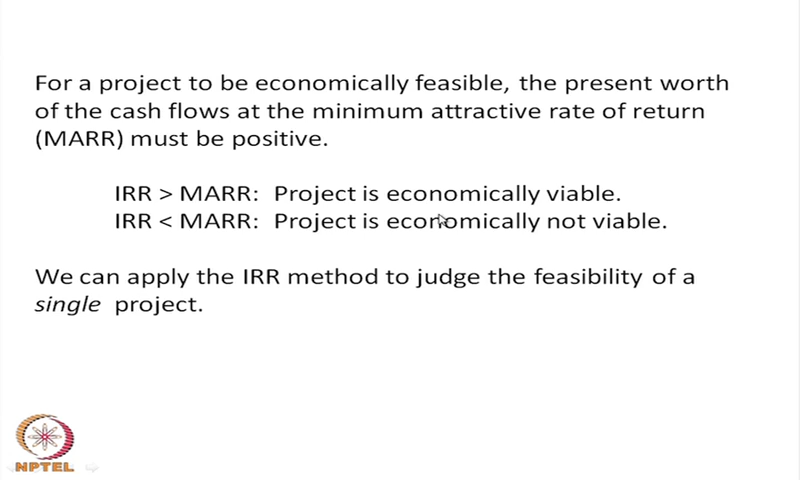 For a project to be economically feasible, the present worth
of the cash flows at the minimum attractive rate of return
(MARR) must be positive.
IRR > MARR: Project is economically viable.
IRR < MARR: Project is economically not viable.
We can apply the IRR method to judge the feasibility of a
single project.
NPTEL